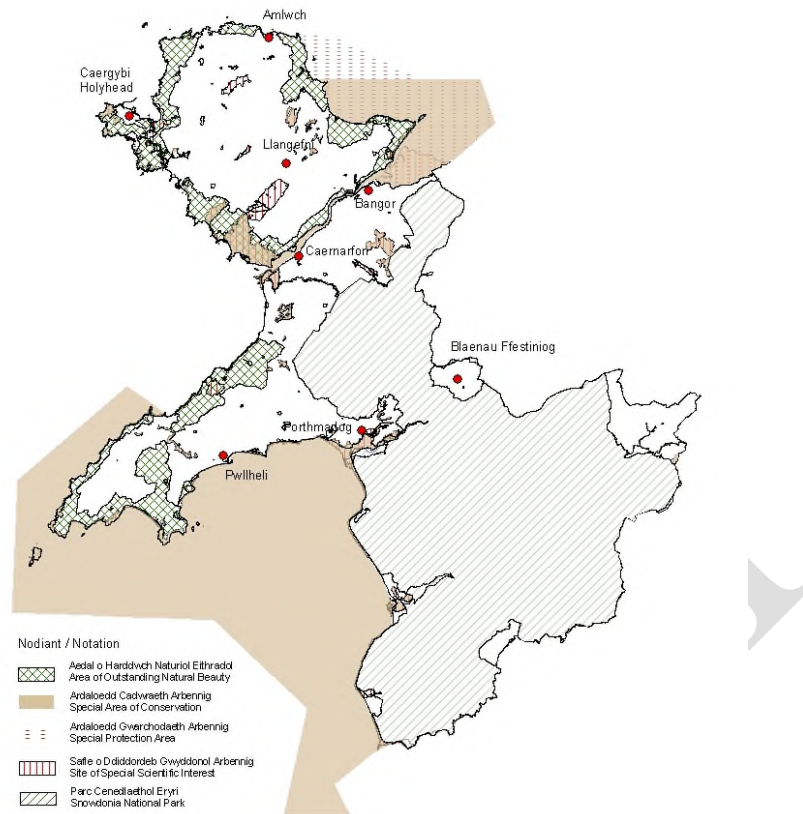 Amlwch
Caergybi
Holyhead
Llangefni
Bangor
Caernarfon
Blaenau Ffestiniog
Porthmadog
Pwllheli
Nodiant / Notation
Aedal o Harddwch Naturiol Eithradol
Area of Outstanding Natural Beauty
Ardaloedd Cadwraeth Arbennig
Special Area of Conservation
Ardaloedd Gwarchodaeth Arbennig
Special Protection Area
Safle o Ddiddordeb Gwyddonol Arbennig
Site of Special Scientific Interest
Parc Cenedlaethol Eryri
Snowdonia National Park